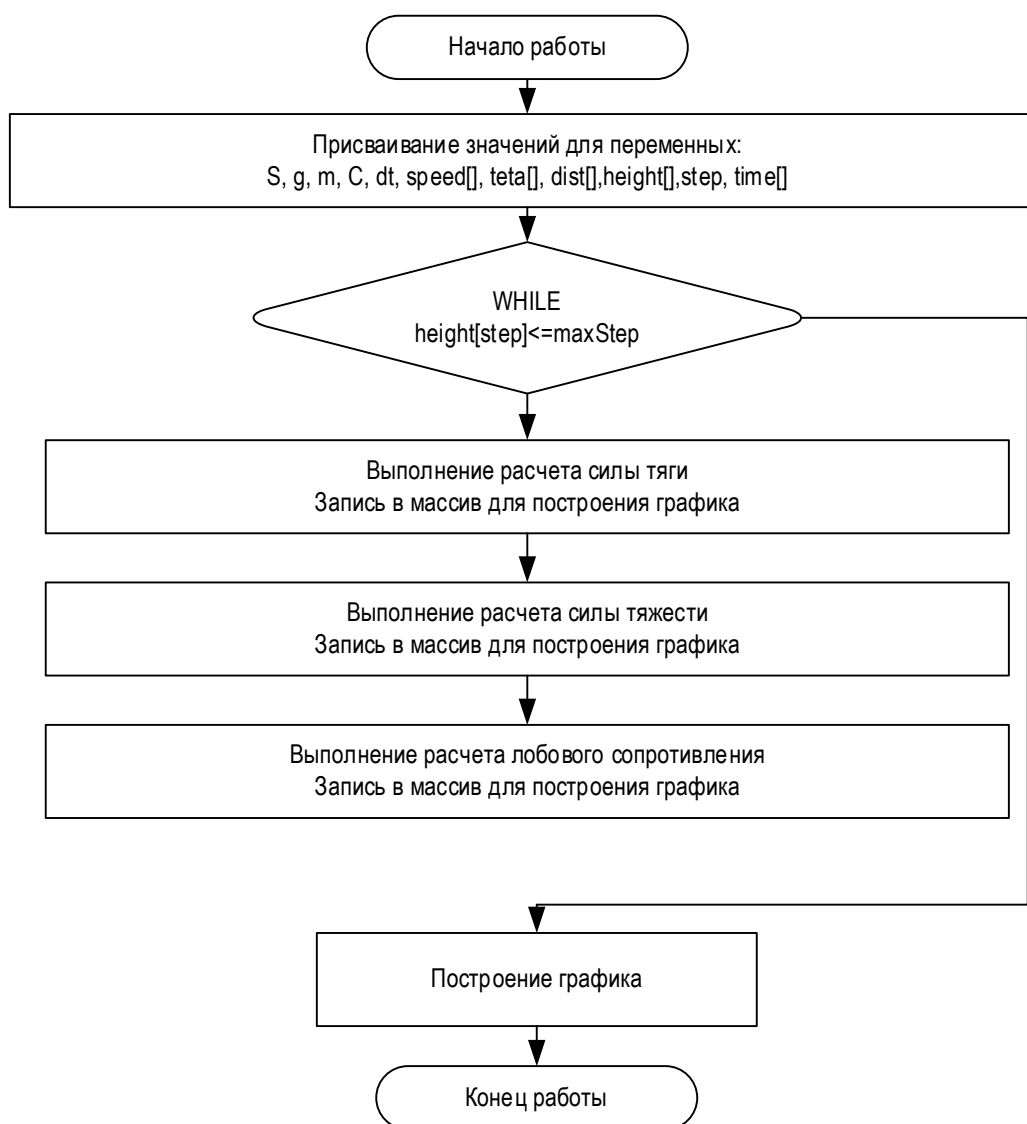 Начало работы
Присваивание значений для переменных:
S, g, m, C, dt, speed[], teta[], dist[],height[],step, time[]
WHILE
height[step]<=maxStep
Выполнение расчета силы тяги
Запись в массив для построения графика
Выполнение расчета силы тяжести
Запись в массив для построения графика
Выполнение расчета лобового сопротивления
Запись в массив для построения графика
Построение графика
Конец работы